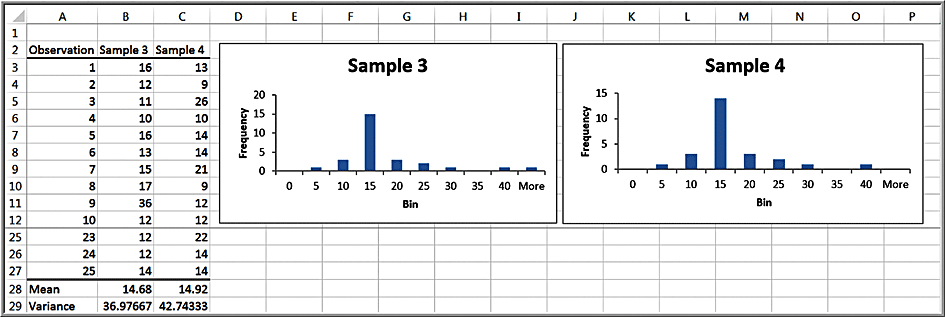 A B C D E F G H I J K L M N O P
1
2 Observation Sample 3 Sample 4
3 1 16 13
4 2 12 9
5 3 11 26
6 4 10 10
7 5 16 14
8 6 13 14
9 7 15 21
10 8 17 9
11 9 36 12
12 10 12 12
25 23 12 22
26 24 12 14
27 25 14 14
28 Mean 14.68 14.92
29 Variance 36.97667 42.74333
Sample 3
Frequency
20
15
10
5
0
0 5 10 15 20 25 30 35 40 More
Bin
Sample 4
Frequency
15
10
5
0
0 5 10 15 20 25 30 35 40 More
Bin